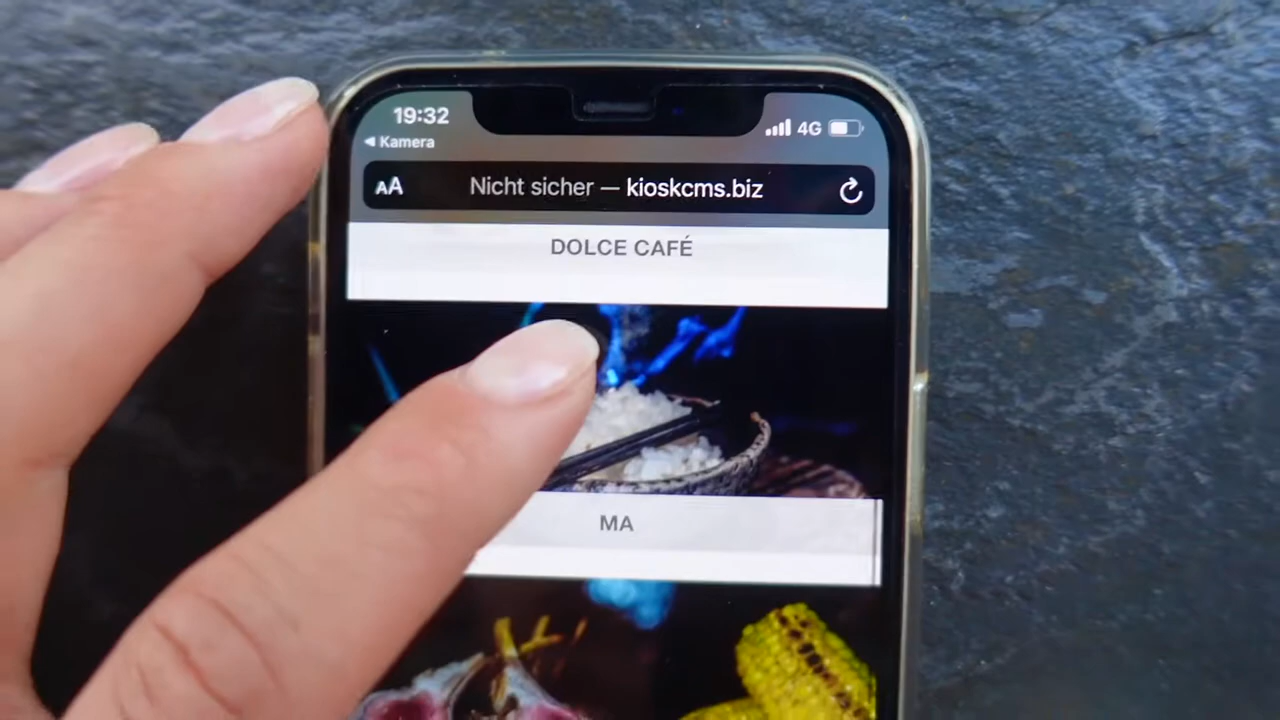 19:32
4G
◀ Kamera
AA
Nicht sicher — kioskcms.biz
DOLCE CAFÉ
MA